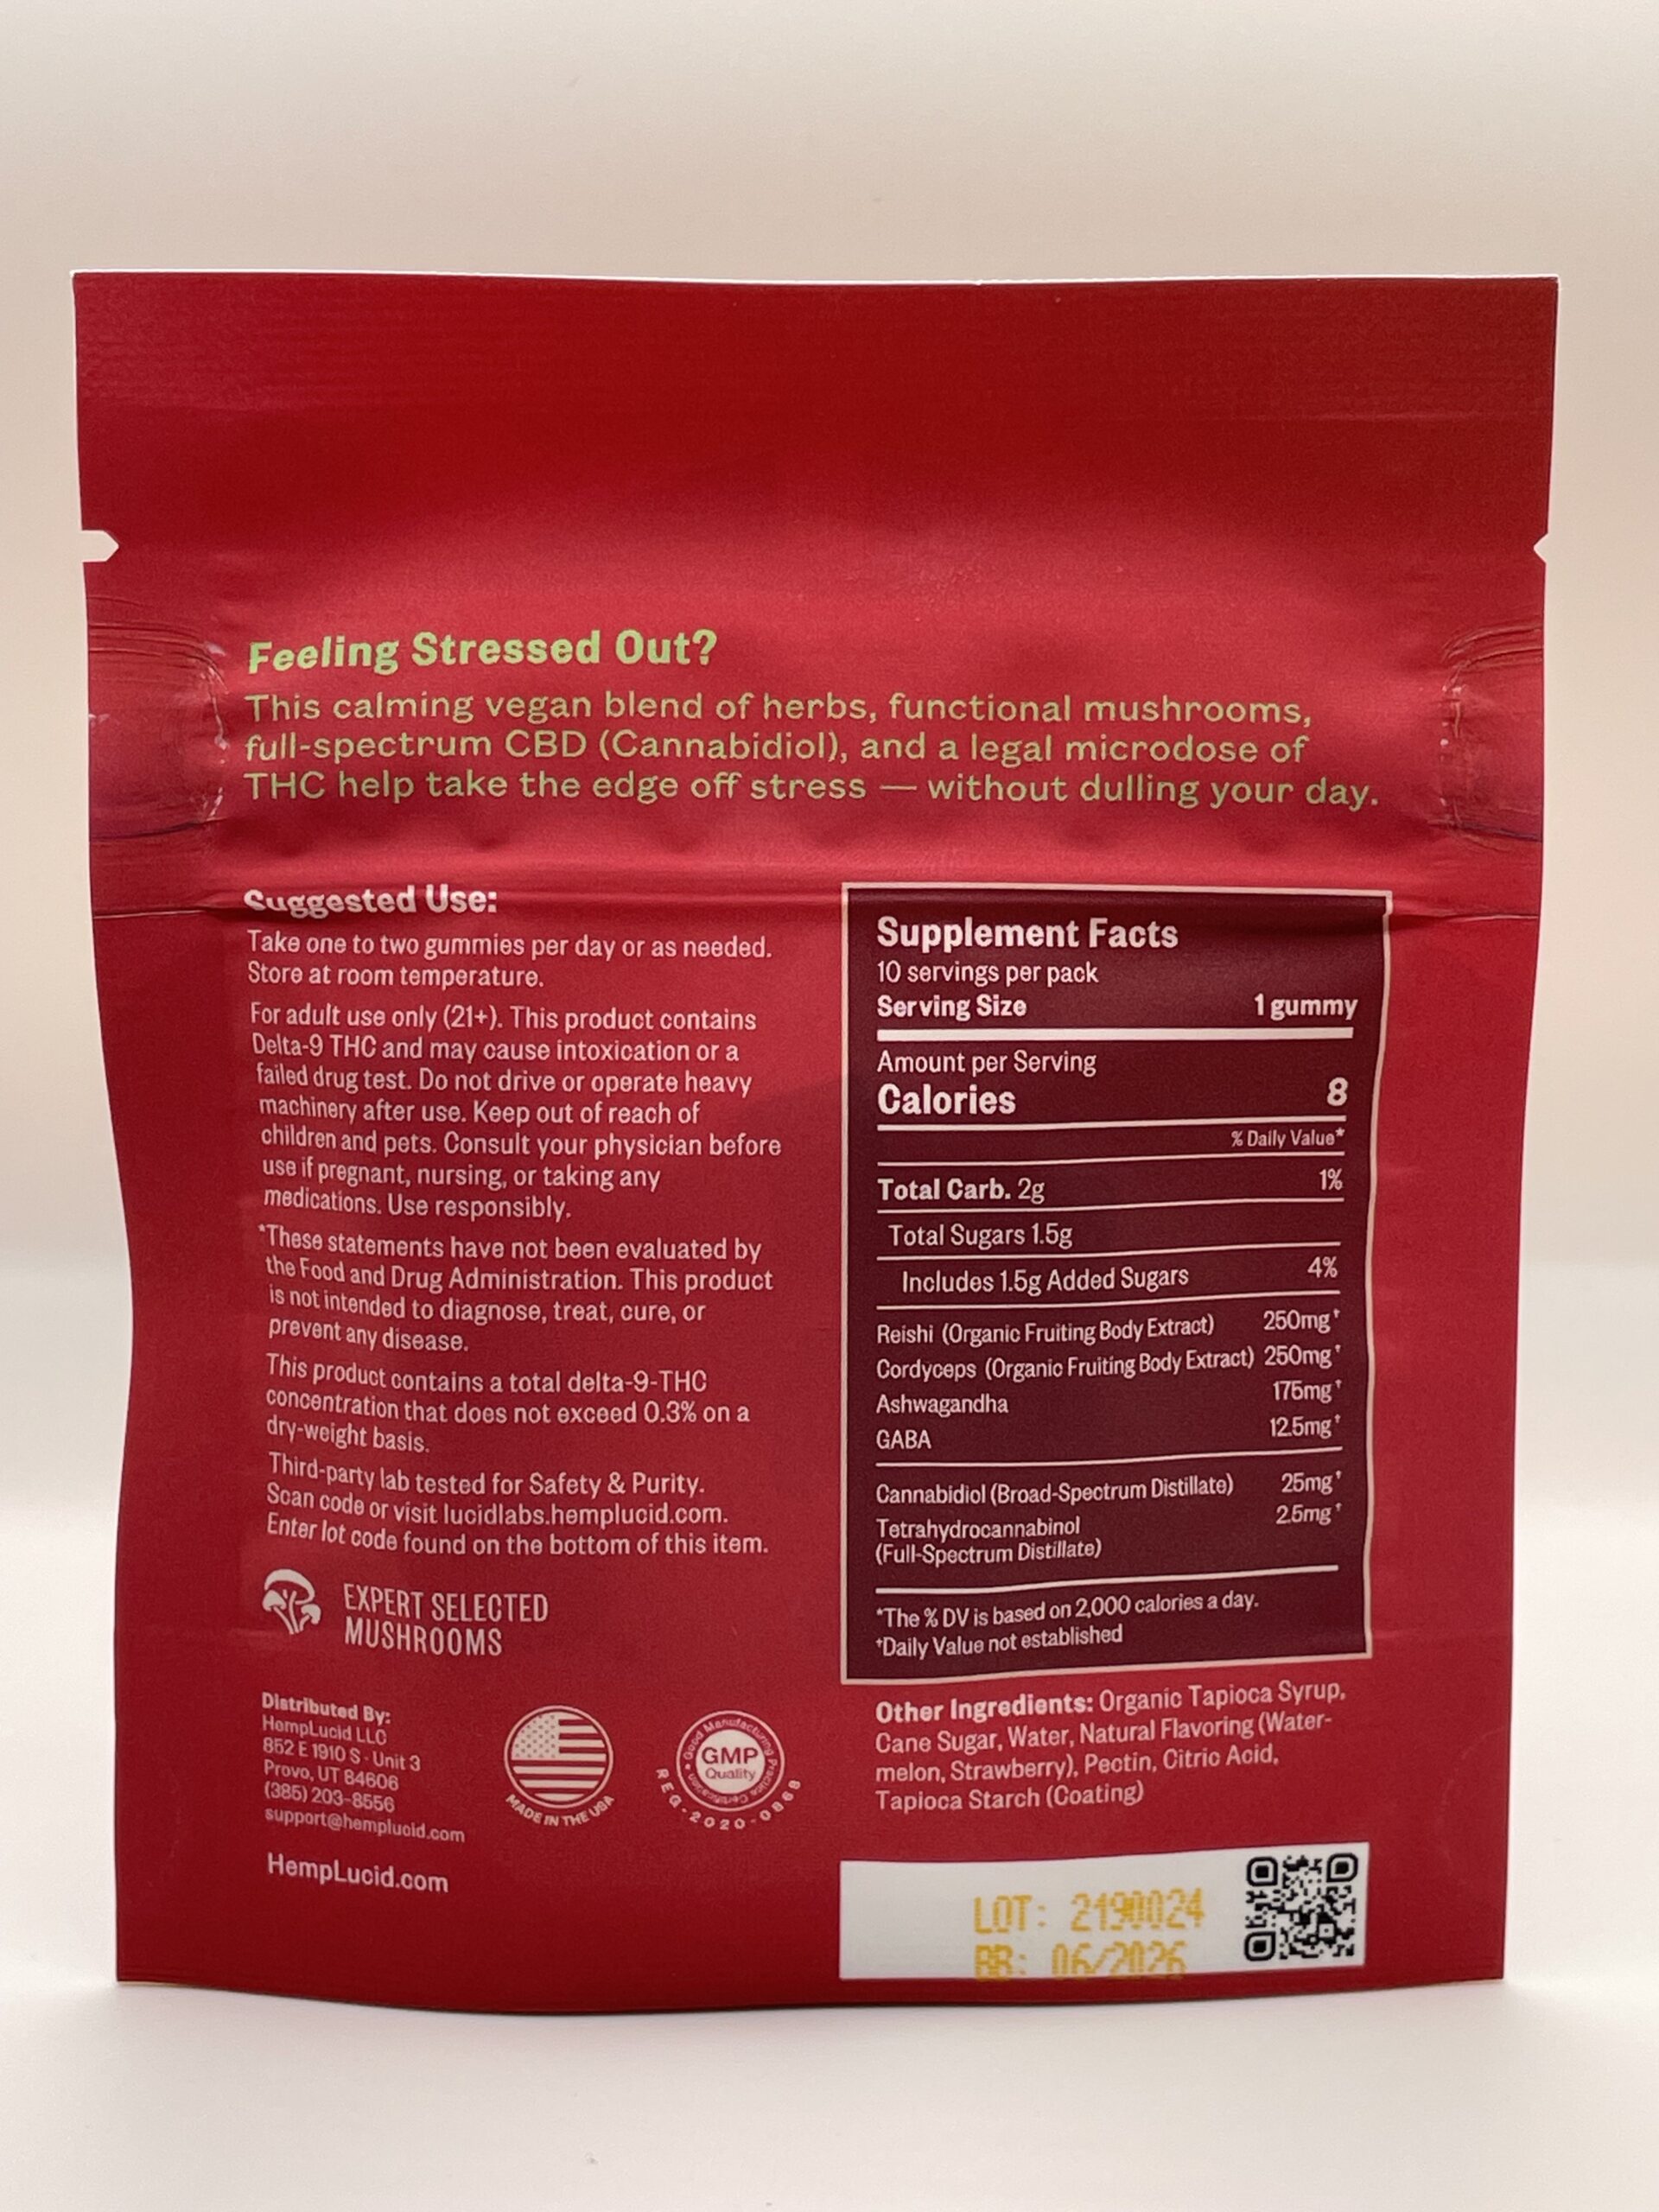 Feeling Stressed Out?
This calming vegan blend of herbs, functional mushrooms,
full-spectrum CBD (Cannabidiol), and a legal microdose of
THC help take the edge off stress — without dulling your day.
Suggested Use:
Take one to two gummies per day or as needed.
Store at room temperature.
For adult use only (21+). This product contains
Delta-9 THC and may cause intoxication or a
failed drug test. Do not drive or operate heavy
machinery after use. Keep out of reach of
children and pets. Consult your physician before
use if pregnant, nursing, or taking any
medications. Use responsibly.
*These statements have not been evaluated by
the Food and Drug Administration. This product
is not intended to diagnose, treat, cure, or
prevent any disease.
This product contains a total delta-9-THC
concentration that does not exceed 0.3% on a
dry-weight basis.
Third-party lab tested for Safety & Purity.
Scan code or visit lucidlabs.hemplucid.com.
Enter lot code found on the bottom of this item.
EXPERT SELECTED
MUSHROOMS
Distributed By:
HempLucid LLC
852 E 1910 S · Unit 3
Provo, UT 84606
(385) 203-8556
support@hemplucid.com
HempLucid.com
MADE IN THE USA
Good Manufacturing Practice Certification
GMP
Quality
REG-2020-0868
Supplement Facts
10 servings per pack
Serving Size 1 gummy
Amount per Serving
Calories 8
% Daily Value*
Total Carb. 2g 1%
Total Sugars 1.5g
Includes 1.5g Added Sugars 4%
Reishi (Organic Fruiting Body Extract) 250mg†
Cordyceps (Organic Fruiting Body Extract) 250mg†
Ashwagandha 175mg†
GABA 12.5mg†
Cannabidiol (Broad-Spectrum Distillate) 25mg†
Tetrahydrocannabinol 2.5mg†
(Full-Spectrum Distillate)
*The % DV is based on 2,000 calories a day.
†Daily Value not established
Other Ingredients: Organic Tapioca Syrup,
Cane Sugar, Water, Natural Flavoring (Water-
melon, Strawberry), Pectin, Citric Acid,
Tapioca Starch (Coating)
LOT: 2190024
BB: 06/2026